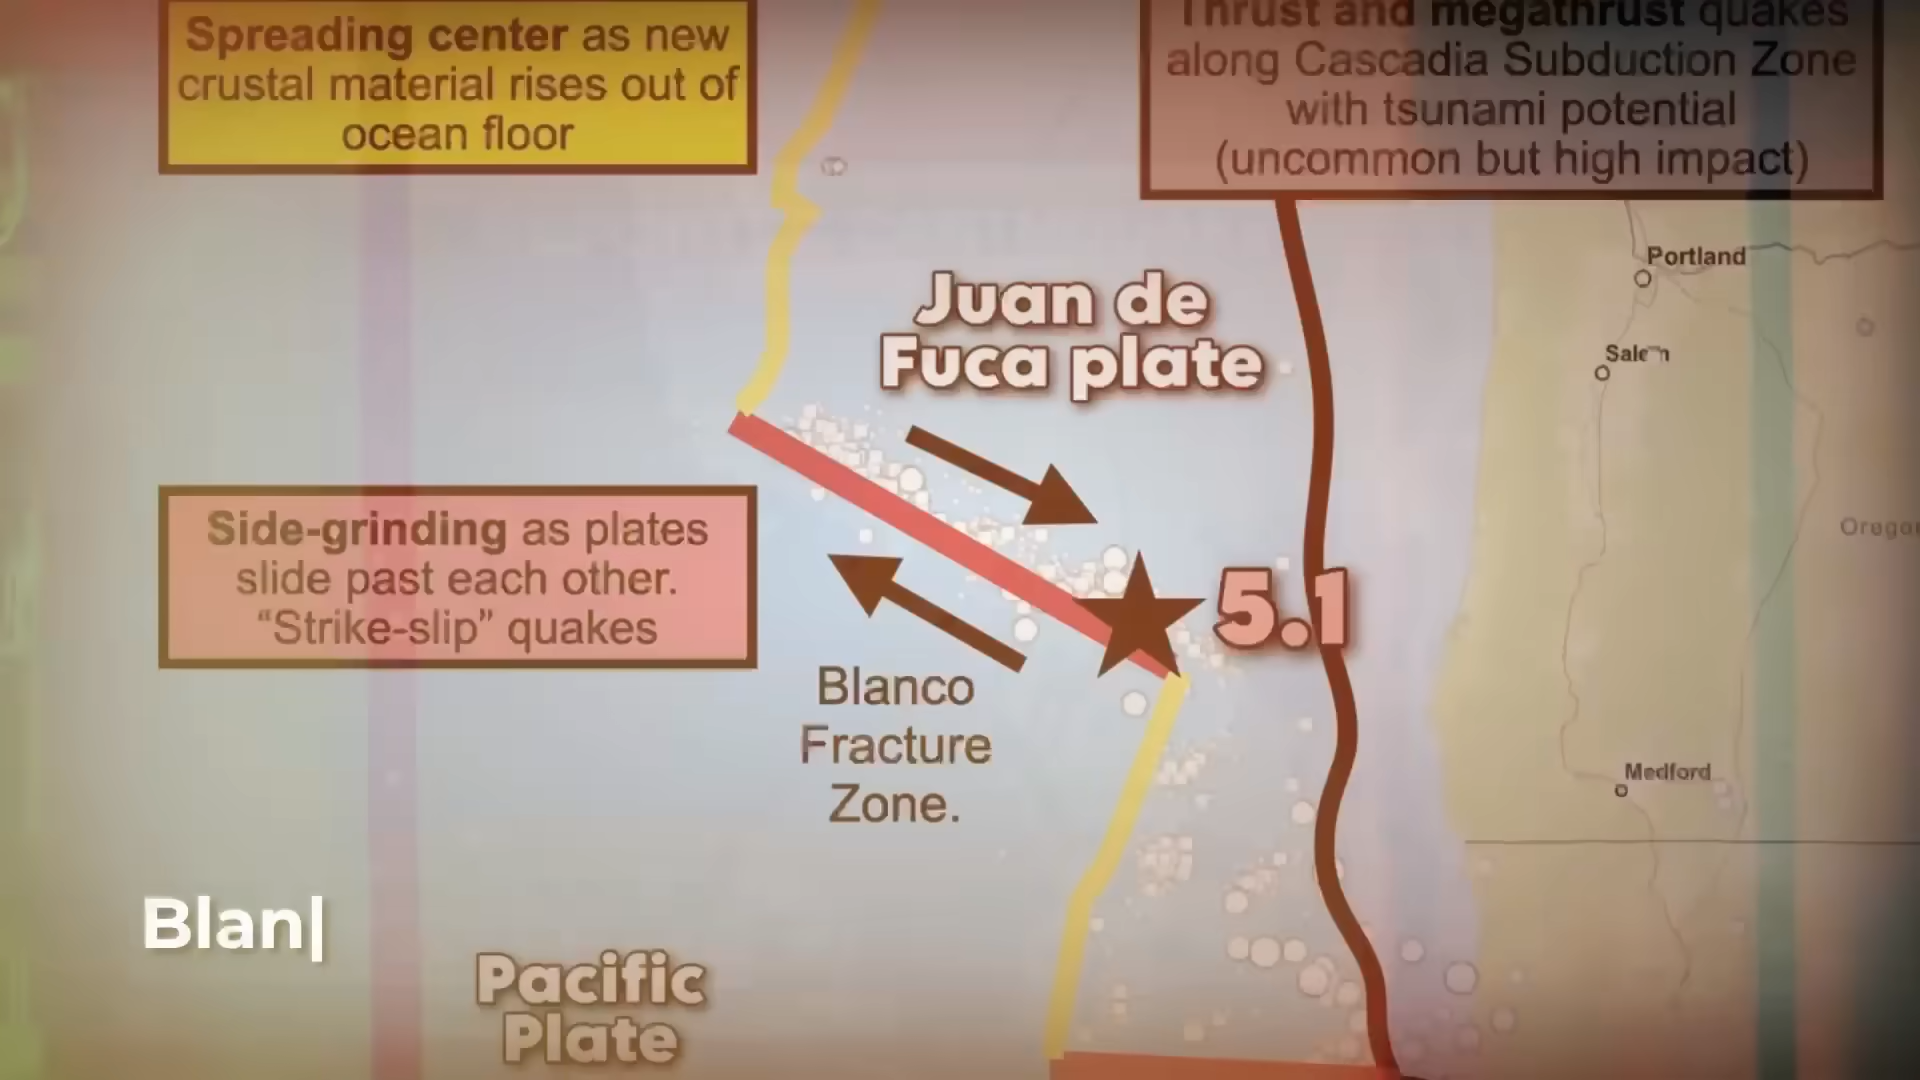 Spreading center as new
crustal material rises out of
ocean floor
Thrust and megathrust quakes
along Cascadia Subduction Zone
with tsunami potential
(uncommon but high impact)
Portland
Juan de
Fuca plate
Salem
Side-grinding as plates
slide past each other.
"Strike-slip" quakes
5.1
Orego
Blanco
Fracture
Zone.
Medford
Blan|
Pacific
Plate